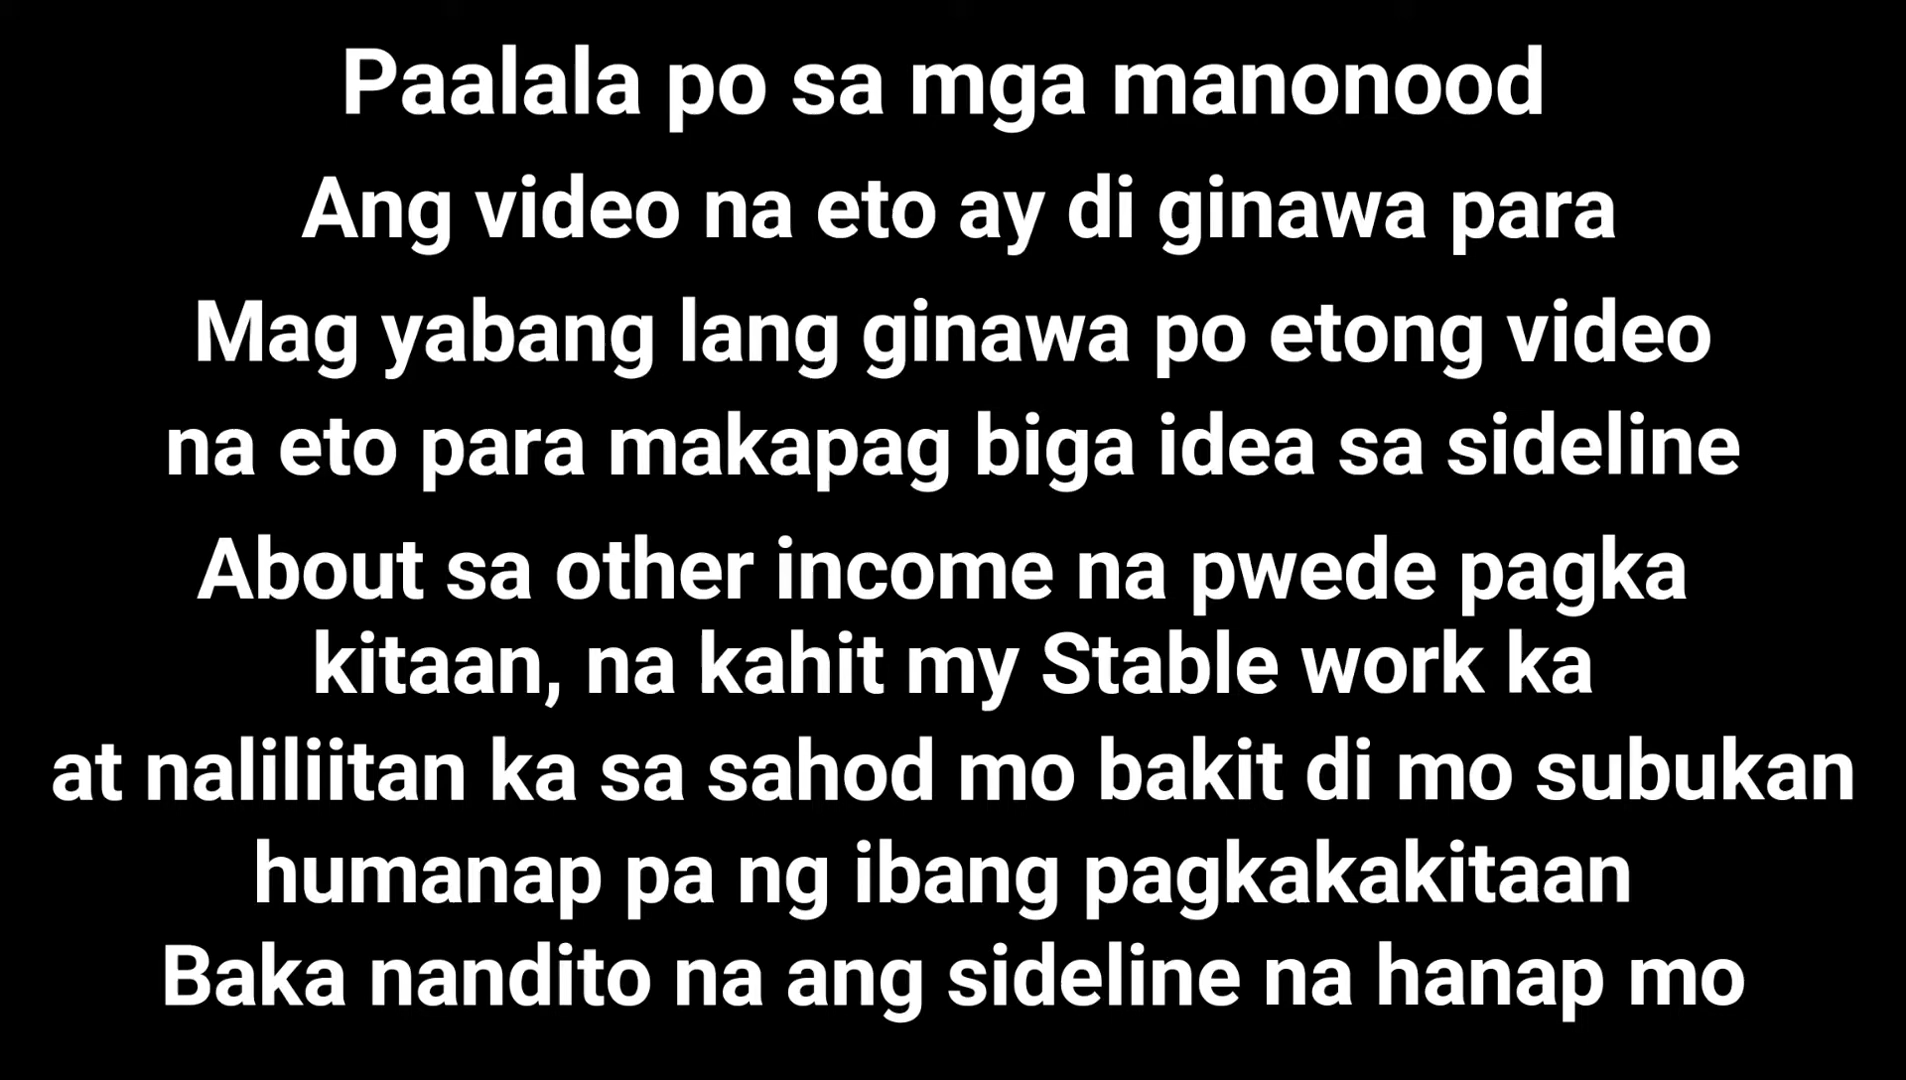 Paalala po sa mga manonood
Ang video na eto ay di ginawa para
Mag yabang lang ginawa po etong video
na eto para makapag biga idea sa sideline
About sa other income na pwede pagka
kitaan, na kahit my Stable work ka
at naliliitan ka sa sahod mo bakit di mo subukan
humanap pa ng ibang pagkakakitaan
Baka nandito na ang sideline na hanap mo